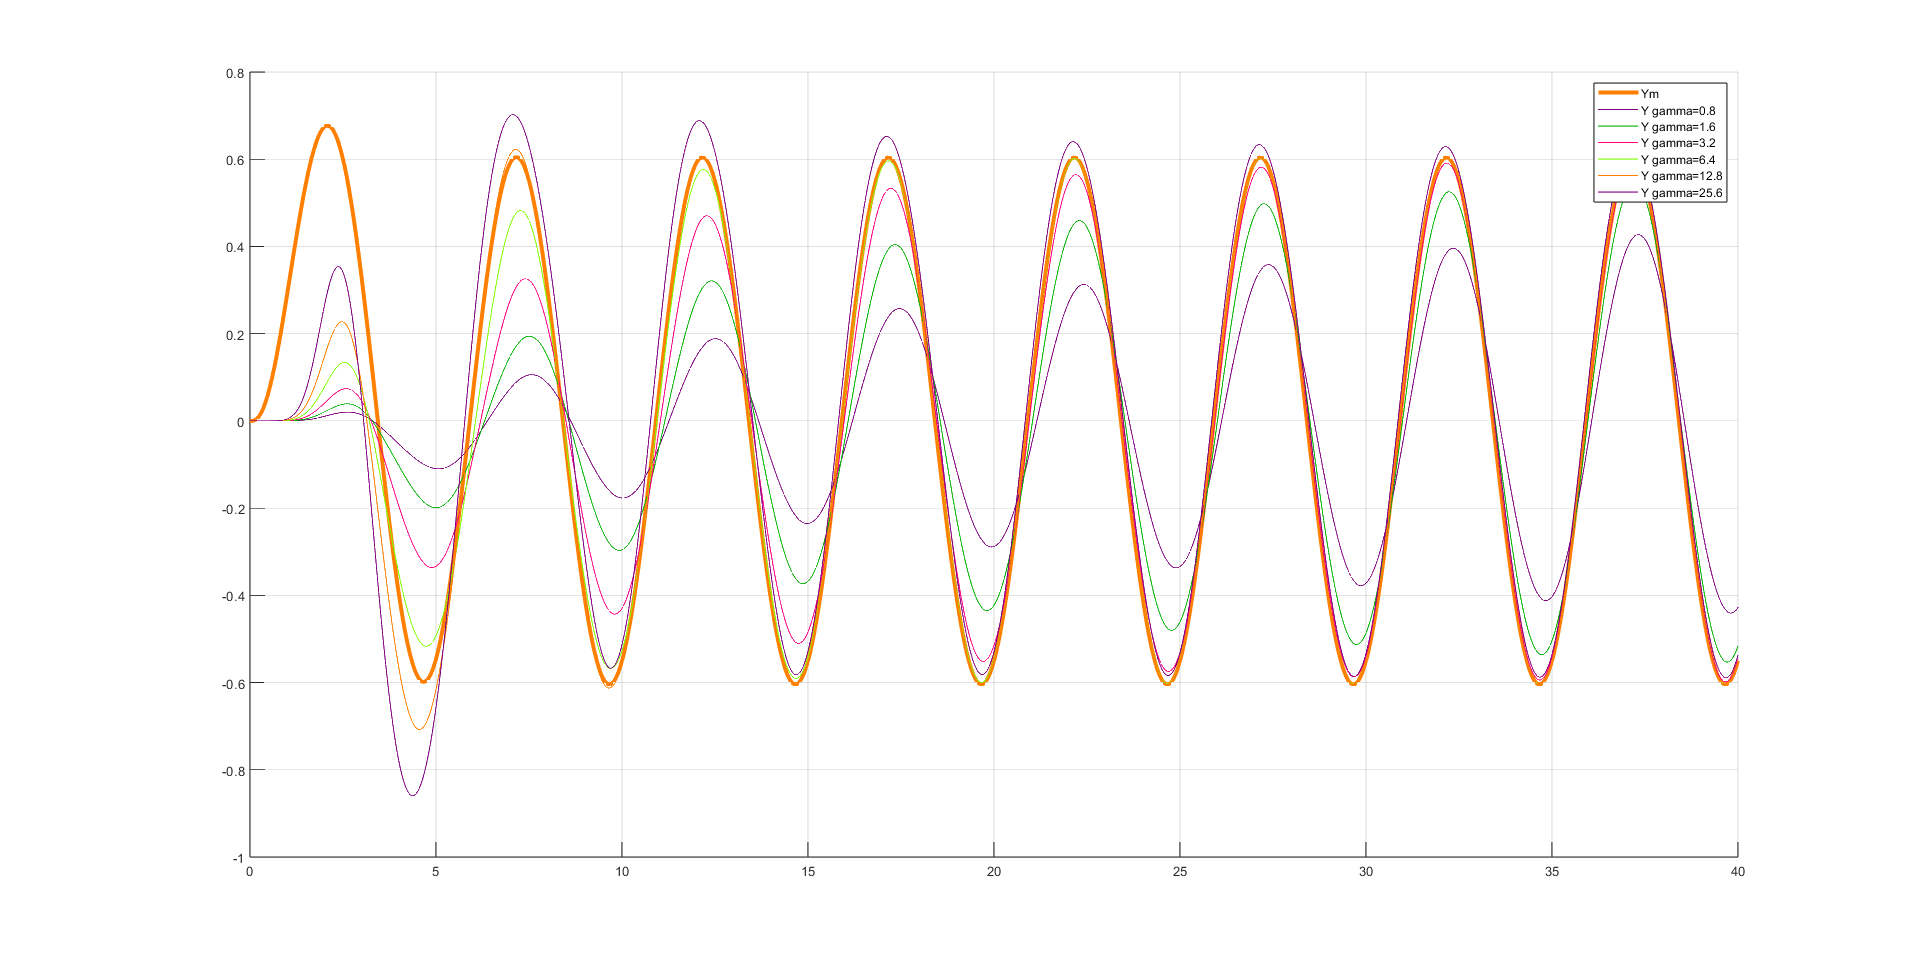 0.8
0.6
0.4
0.2
0
-0.2
-0.4
-0.6
-0.8
-1
0 5 10 15 20 25 30 35 40
Ym
Y gamma=0.8
Y gamma=1.6
Y gamma=3.2
Y gamma=6.4
Y gamma=12.8
Y gamma=25.6